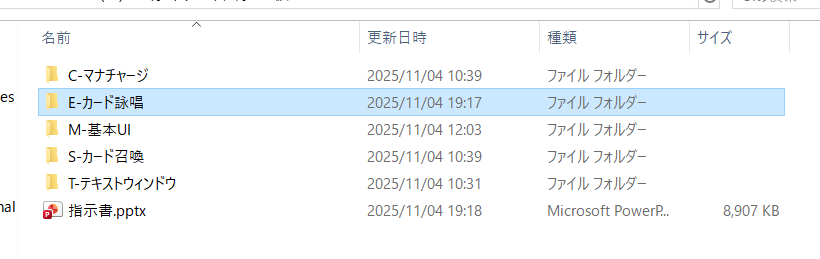 名前 更新日時 種類 サイズ
C-マナチャージ 2025/11/04 10:39 ファイル フォルダー
es E-カード詠唱 2025/11/04 19:17 ファイル フォルダー
M-基本UI 2025/11/04 12:03 ファイル フォルダー
S-カード召喚 2025/11/04 10:39 ファイル フォルダー
T-テキストウィンドウ 2025/11/04 10:31 ファイル フォルダー
nal 指示書.pptx 2025/11/04 19:18 Microsoft PowerP... 8,907 KB